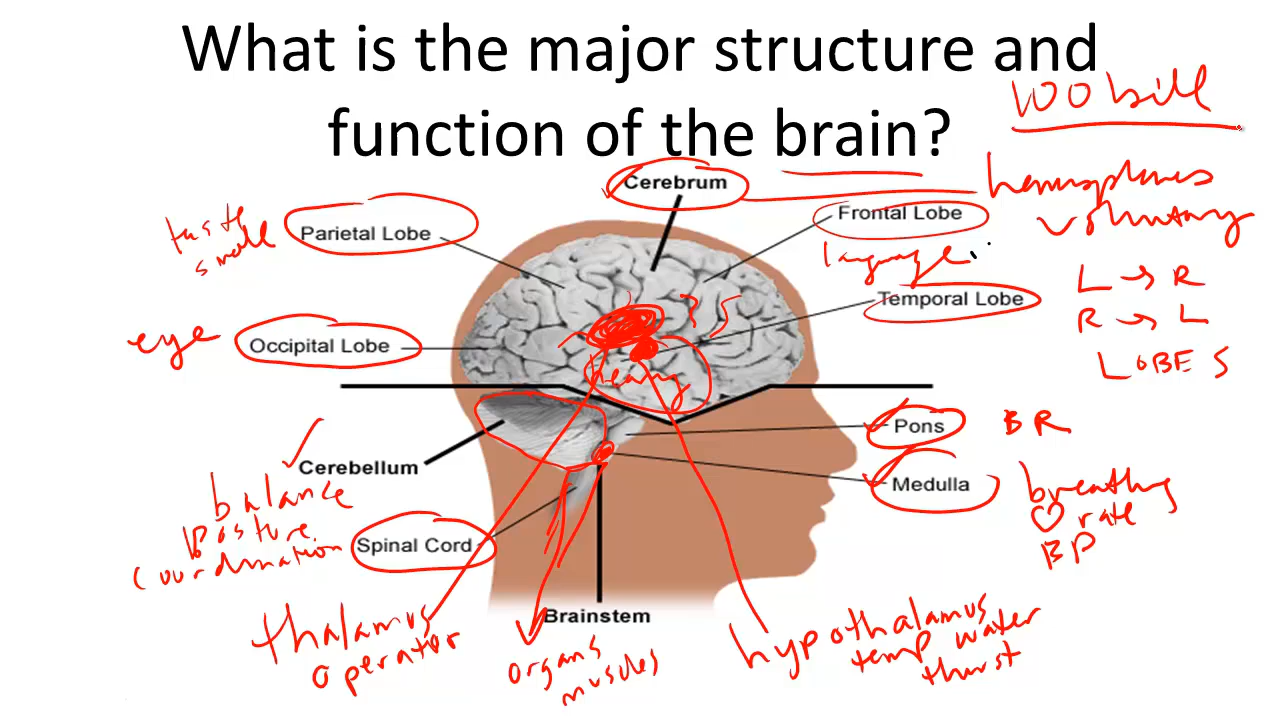 What is the major structure and
function of the brain?
100 bill
Cerebrum
hemispheres
voluntary
Frontal Lobe
language
taste
smell
Parietal Lobe
Temporal Lobe
L → R
R → L
LOBES
eye
Occipital Lobe
hearing
Pons
BR
Cerebellum
balance
posture
coordination
Medulla
breathing
♡ rate
BP
Spinal Cord
Brainstem
thalamus
operator
organs
muscles
hypothalamus
temp water
thirst